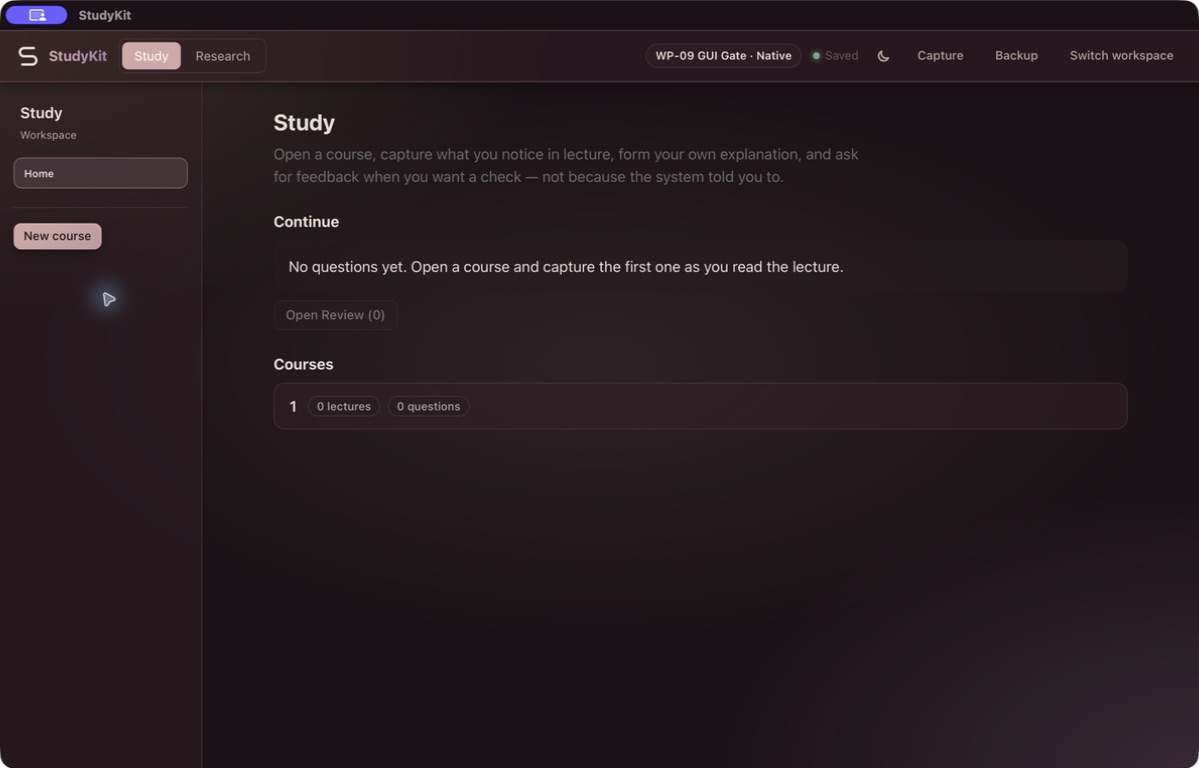 StudyKit
StudyKit
Study
Research
WP-09 GUI Gate · Native
Saved
Capture
Backup
Switch workspace
Study
Workspace
Home
New course
Study
Open a course, capture what you notice in lecture, form your own explanation, and ask
for feedback when you want a check — not because the system told you to.
Continue
No questions yet. Open a course and capture the first one as you read the lecture.
Open Review (0)
Courses
1 0 lectures 0 questions